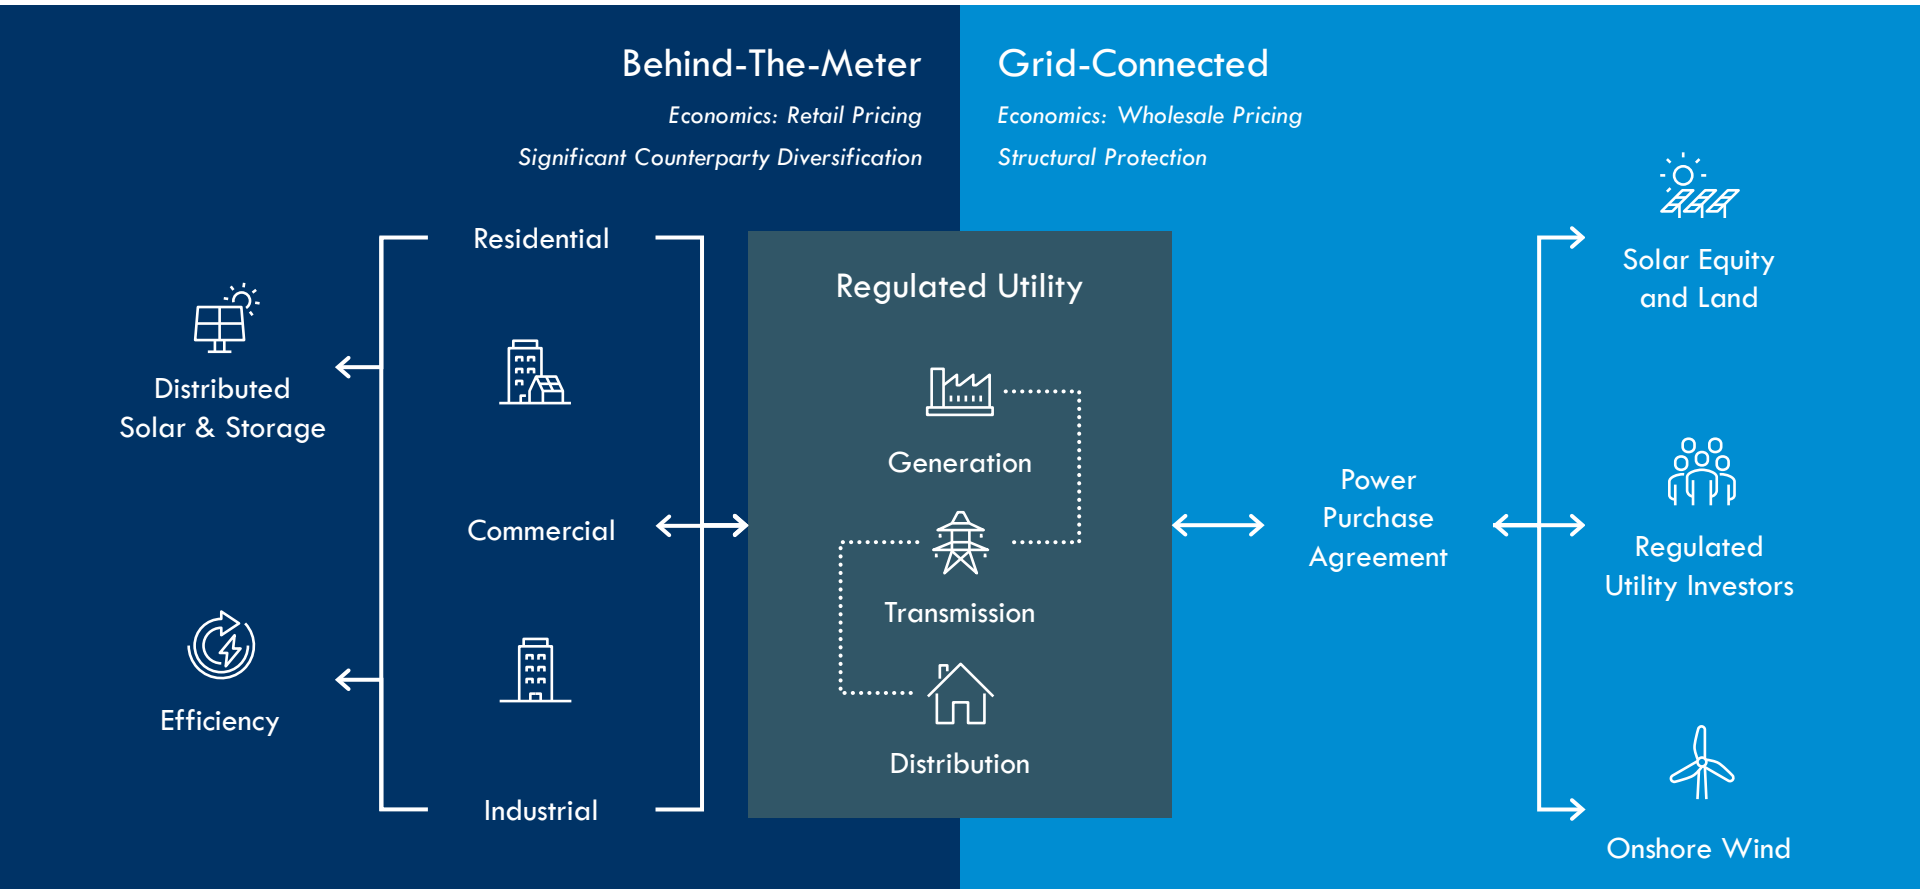 Behind-The-Meter
Economics: Retail Pricing
Significant Counterparty Diversification
Grid-Connected
Economics: Wholesale Pricing
Structural Protection
Distributed
Solar & Storage
Efficiency
Residential
Commercial
Industrial
Regulated Utility
Generation
Transmission
Distribution
Power
Purchase
Agreement
Solar Equity
and Land
Regulated
Utility Investors
Onshore Wind